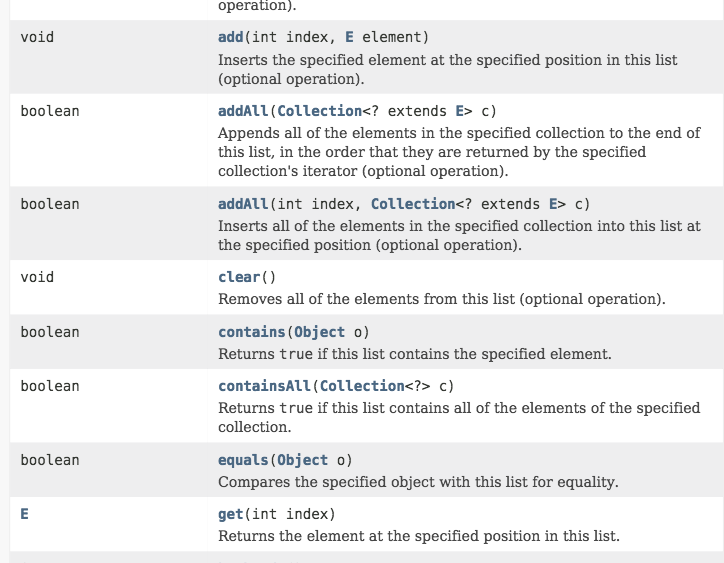 operation).
void add(int index, E element)
Inserts the specified element at the specified position in this list
(optional operation).
boolean addAll(Collection<? extends E> c)
Appends all of the elements in the specified collection to the end of
this list, in the order that they are returned by the specified
collection's iterator (optional operation).
boolean addAll(int index, Collection<? extends E> c)
Inserts all of the elements in the specified collection into this list at
the specified position (optional operation).
void clear()
Removes all of the elements from this list (optional operation).
boolean contains(Object o)
Returns true if this list contains the specified element.
boolean containsAll(Collection<?> c)
Returns true if this list contains all of the elements of the specified
collection.
boolean equals(Object o)
Compares the specified object with this list for equality.
E get(int index)
Returns the element at the specified position in this list.